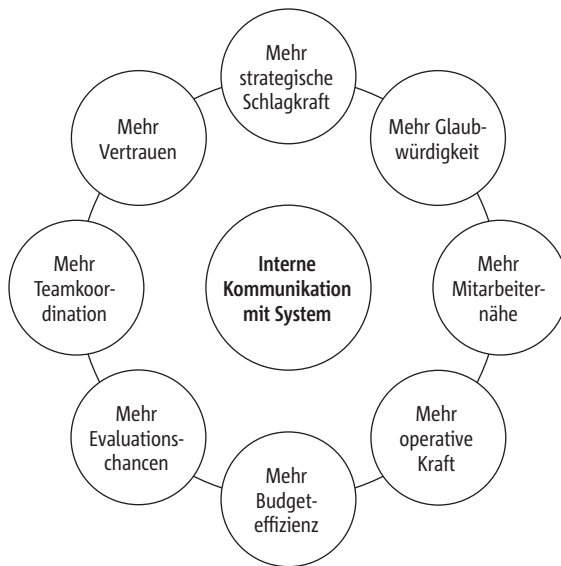 Mehr
strategische
Schlagkraft
Mehr Glaub-
würdigkeit
Mehr
Mitarbeiter-
nähe
Mehr
operative
Kraft
Mehr
Budget-
effizienz
Mehr
Evaluations-
chancen
Mehr
Teamkoor-
dination
Mehr
Vertrauen
Interne
Kommunikation
mit System